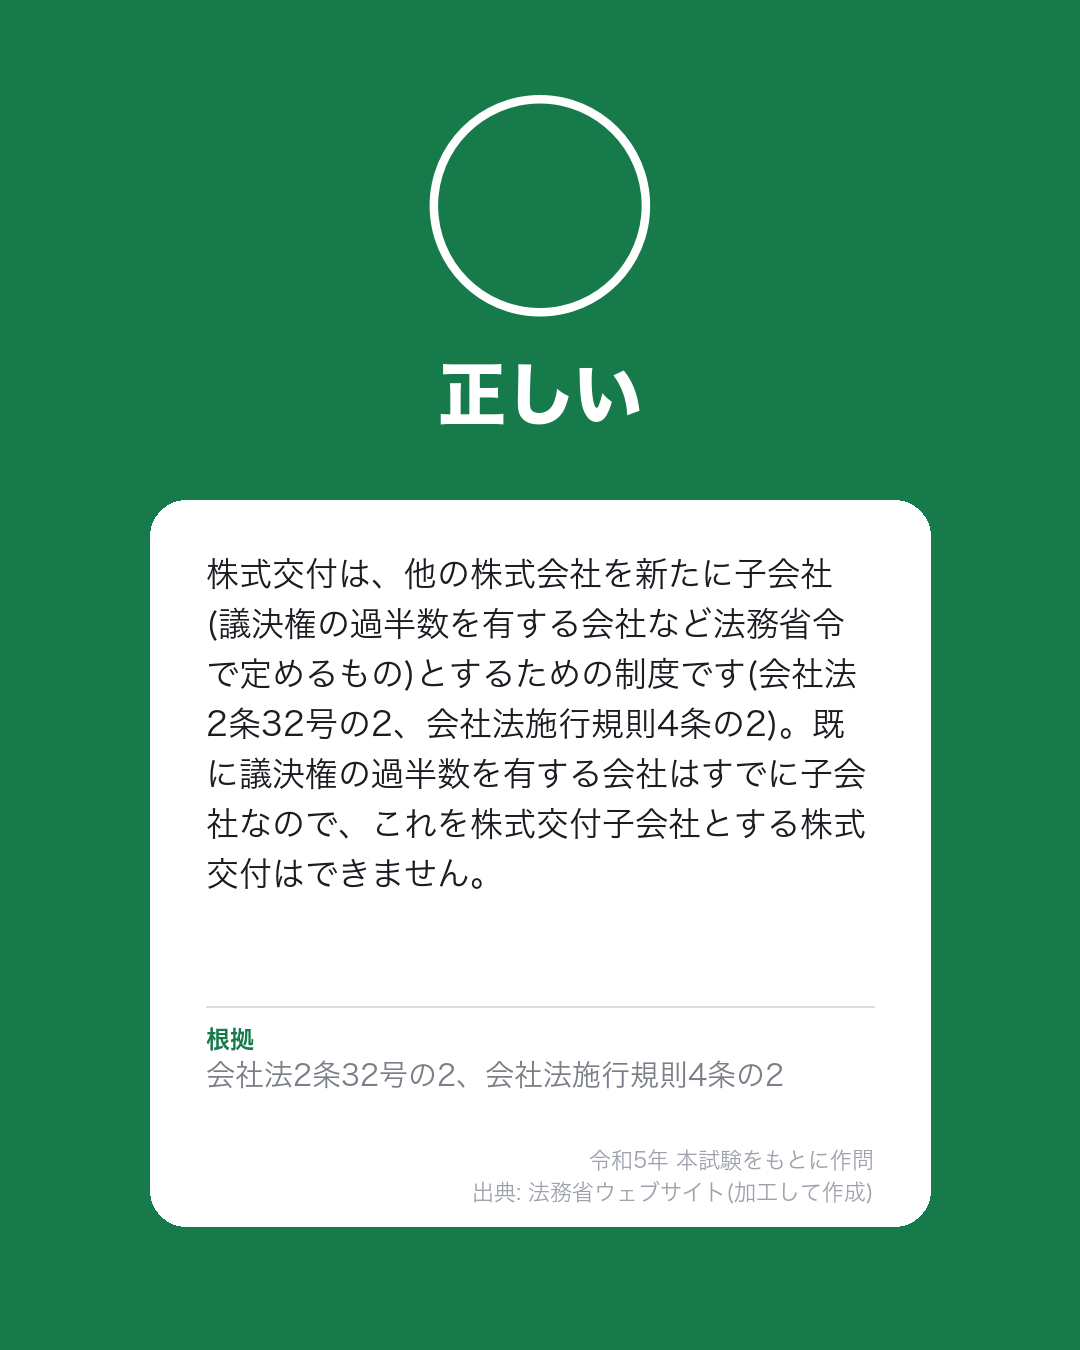 正しい
株式交付は、他の株式会社を新たに子会社
(議決権の過半数を有する会社など法務省令
で定めるもの)とするための制度です(会社法
2条32号の2、会社法施行規則4条の2)。既
に議決権の過半数を有する会社はすでに子会
社なので、これを株式交付子会社とする株式
交付はできません。
根拠
会社法2条32号の2、会社法施行規則4条の2
令和5年 本試験をもとに作問
出典: 法務省ウェブサイト(加工して作成)